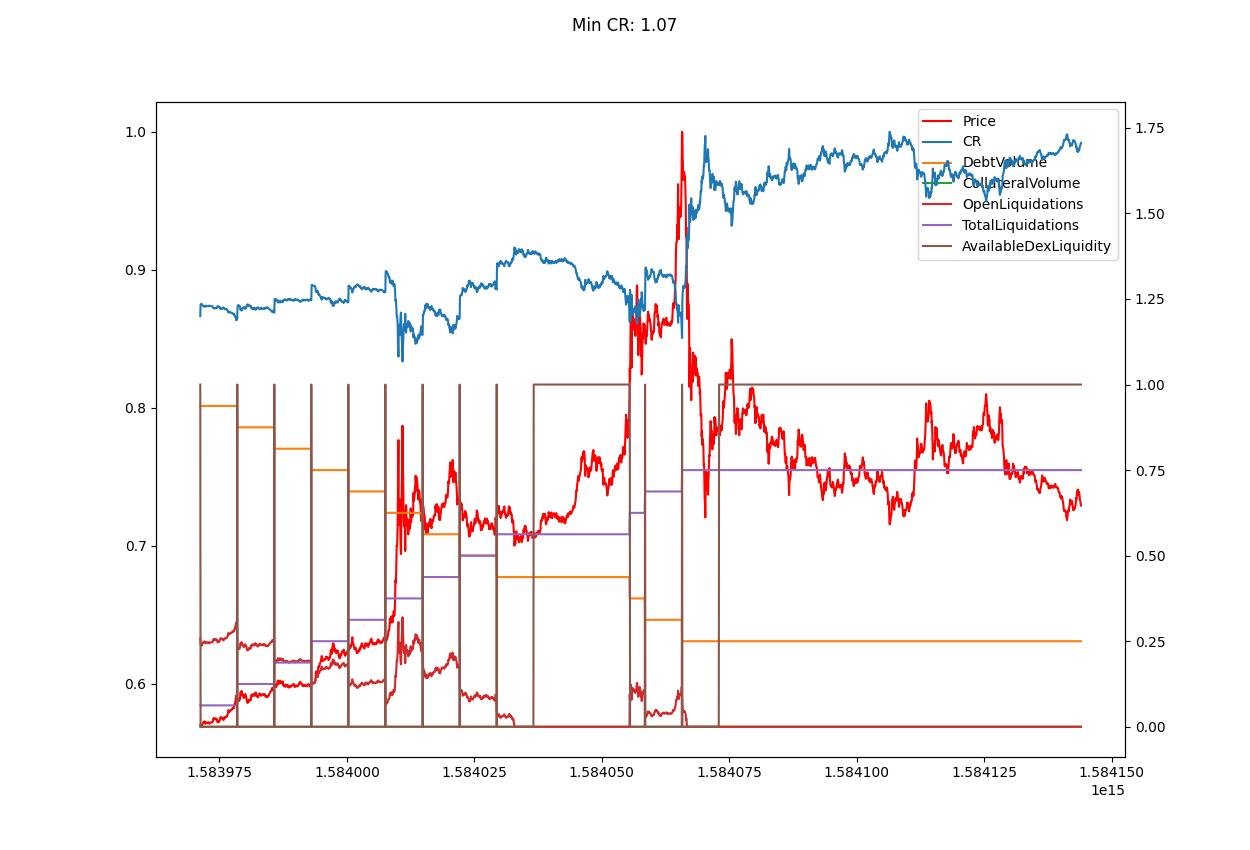 Min CR: 1.07
1.0
0.9
0.8
0.7
0.6
1.75
1.50
1.25
1.00
0.75
0.50
0.25
0.00
Price
CR
DebtVolume
CollateralVolume
OpenLiquidations
TotalLiquidations
AvailableDexLiquidity
1.583975 1.584000 1.584025 1.584050 1.584075 1.584100 1.584125 1.584150
1e15